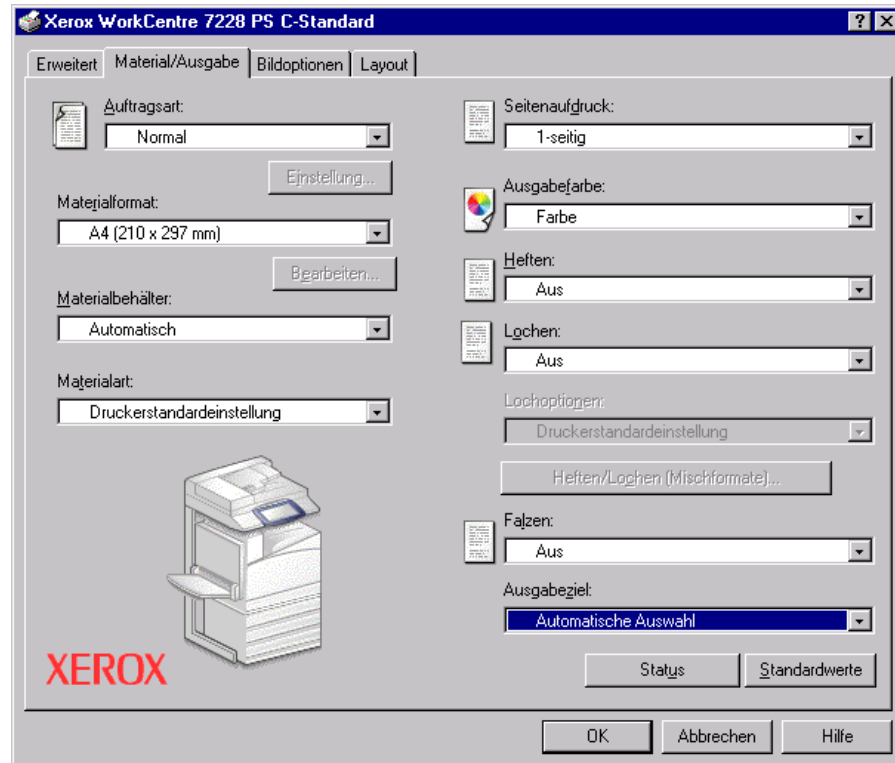 Xerox WorkCentre 7228 PS C-Standard
Erweitert
Material/Ausgabe
Bildoptionen
Layout
Auftragsart:
Normal
Einstellung...
Materialformat:
A4 (210 x 297 mm)
Bearbeiten...
Materialbehälter:
Automatisch
Materialart:
Druckerstandardeinstellung
XEROX
Seitenaufdruck:
1-seitig
Ausgabefarbe:
Farbe
Heften:
Aus
Lochen:
Aus
Lochoptionen:
Druckerstandardeinstellung
Heften/Lochen (Mischformate)...
Falzen:
Aus
Ausgabeziel:
Automatische Auswahl
Status
Standardwerte
OK
Abbrechen
Hilfe